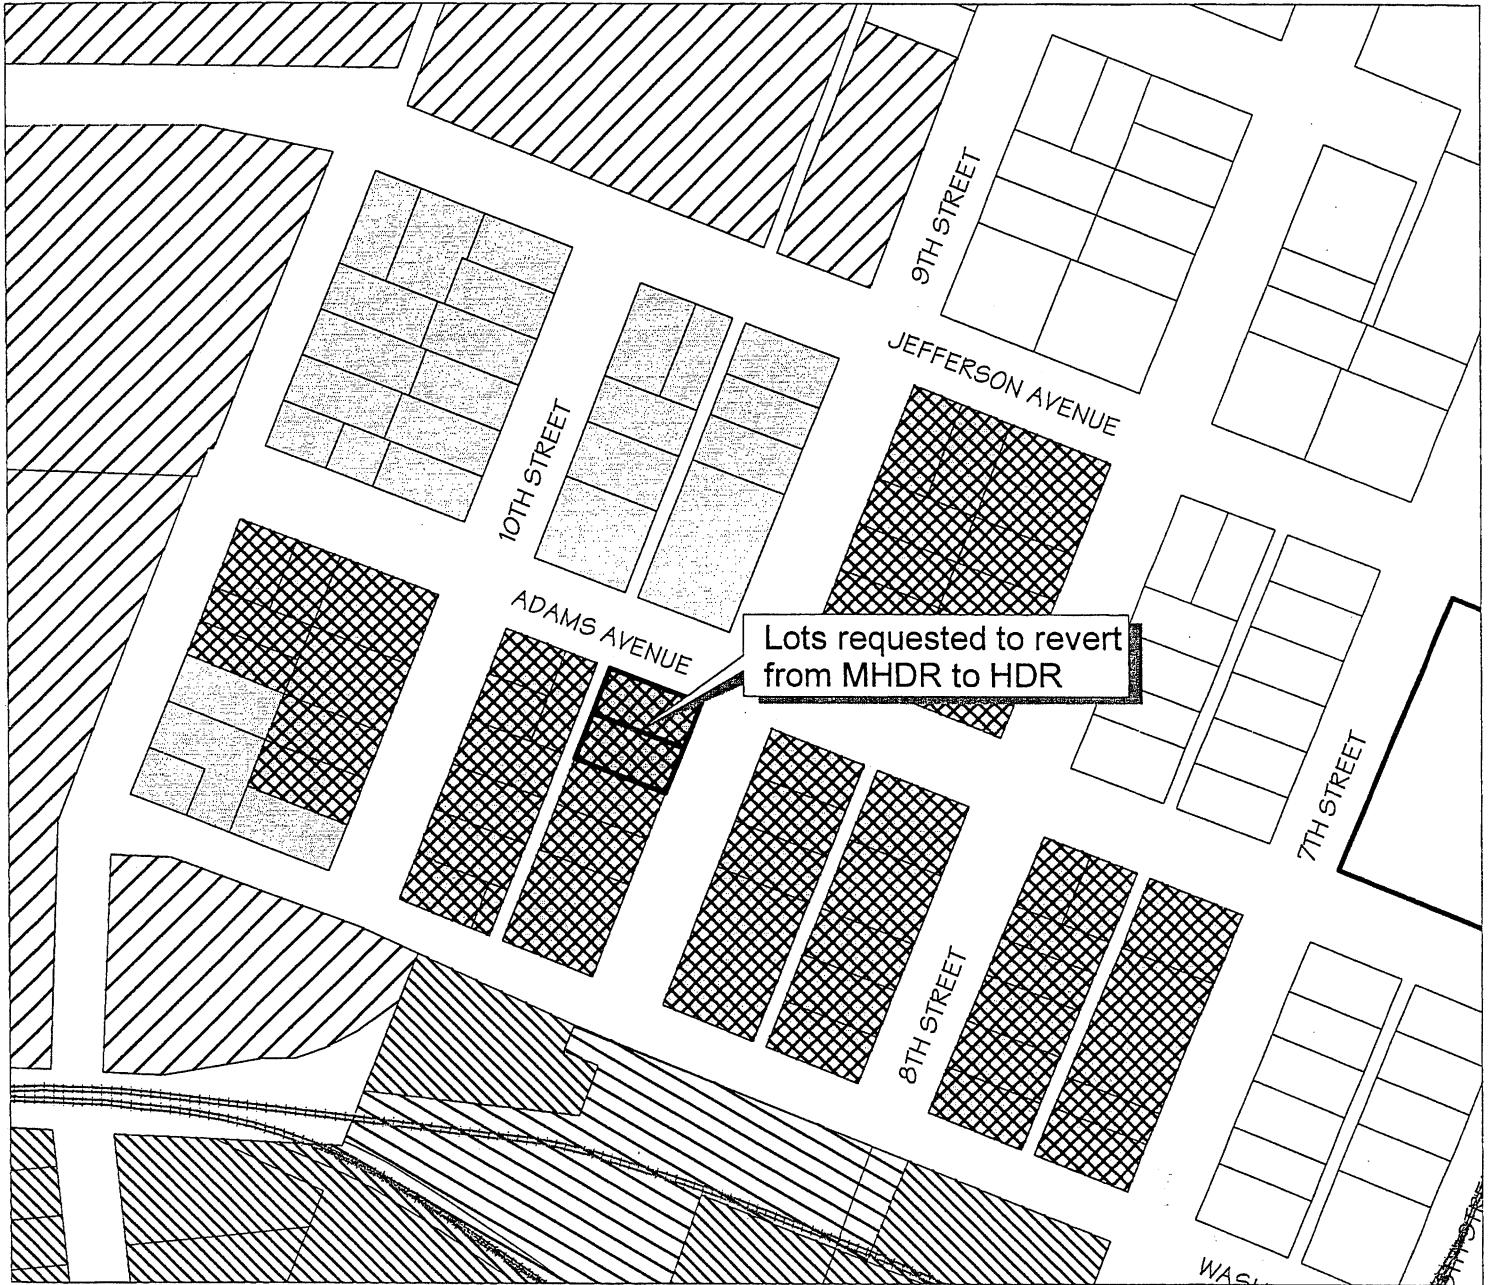 9TH STREET
JEFFERSON AVENUE
10TH STREET
ADAMS AVENUE
Lots requested to revert
from MHDR to HDR
7TH STREET
8TH STREET